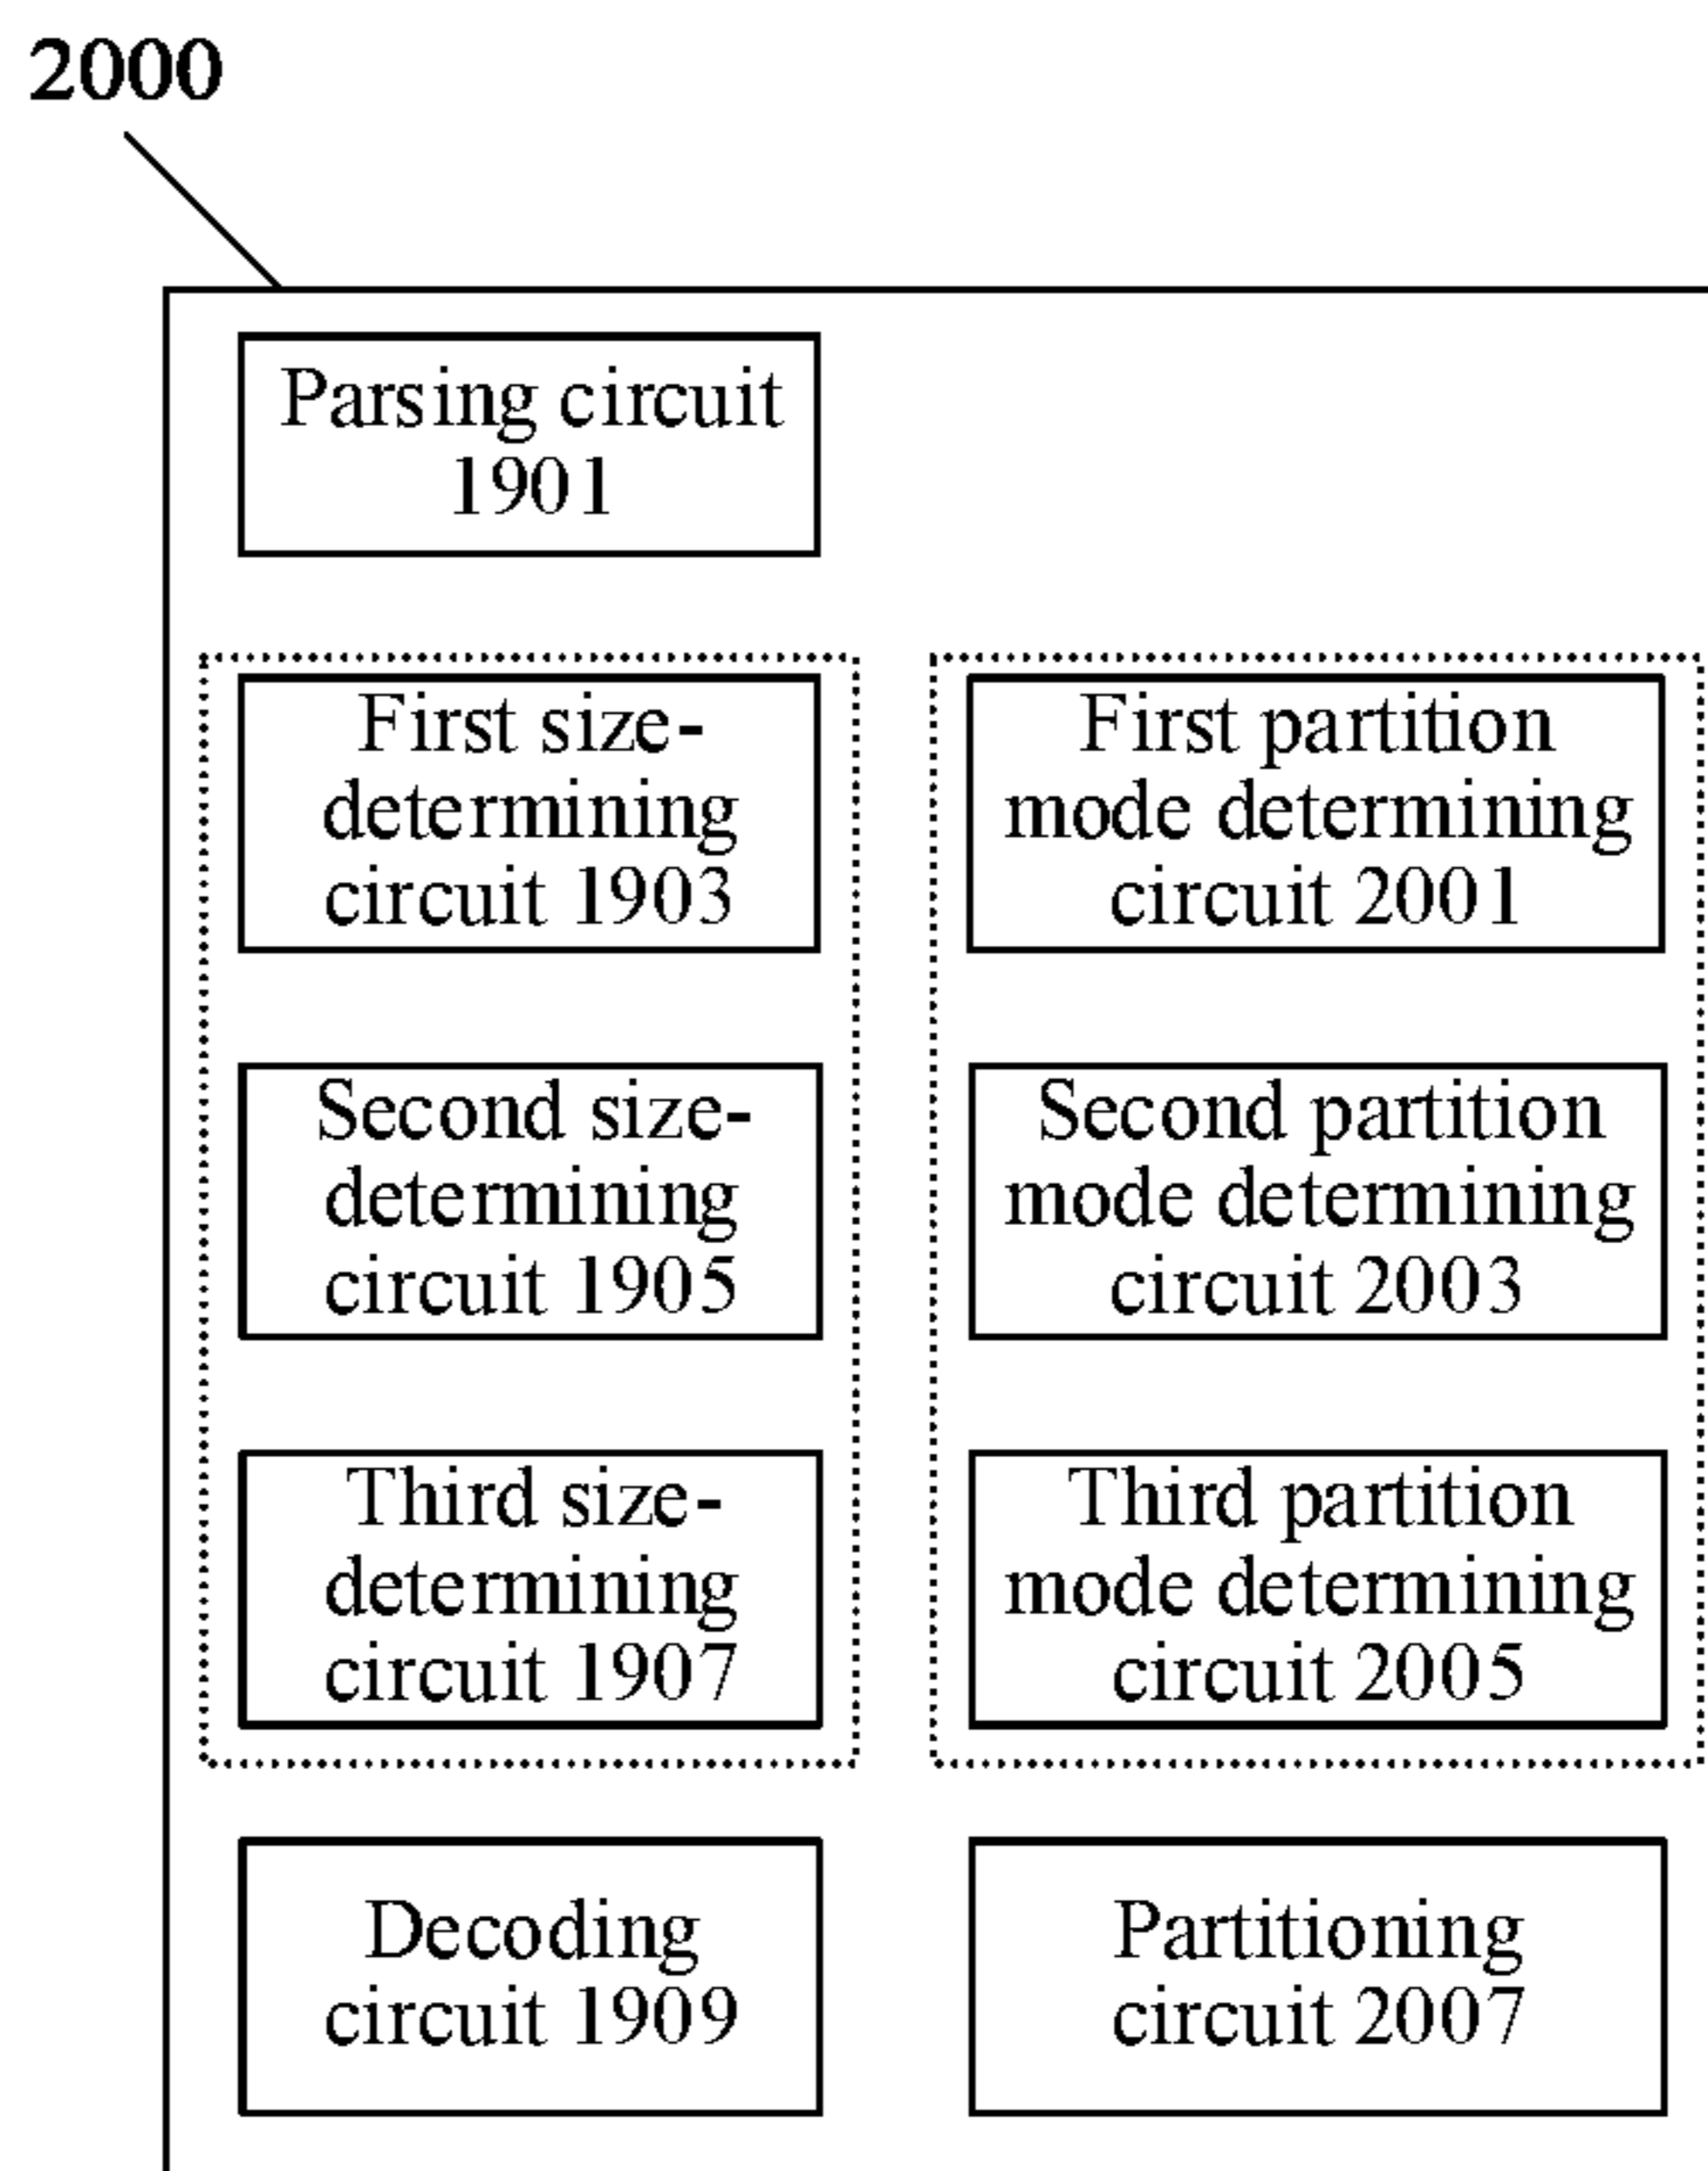 2000
Parsing circuit
1901
First size-
determining
circuit 1903
First partition
mode determining
circuit 2001
Second size-
determining
circuit 1905
Second partition
mode determining
circuit 2003
Third size-
determining
circuit 1907
Third partition
mode determining
circuit 2005
Decoding
circuit 1909
Partitioning
circuit 2007